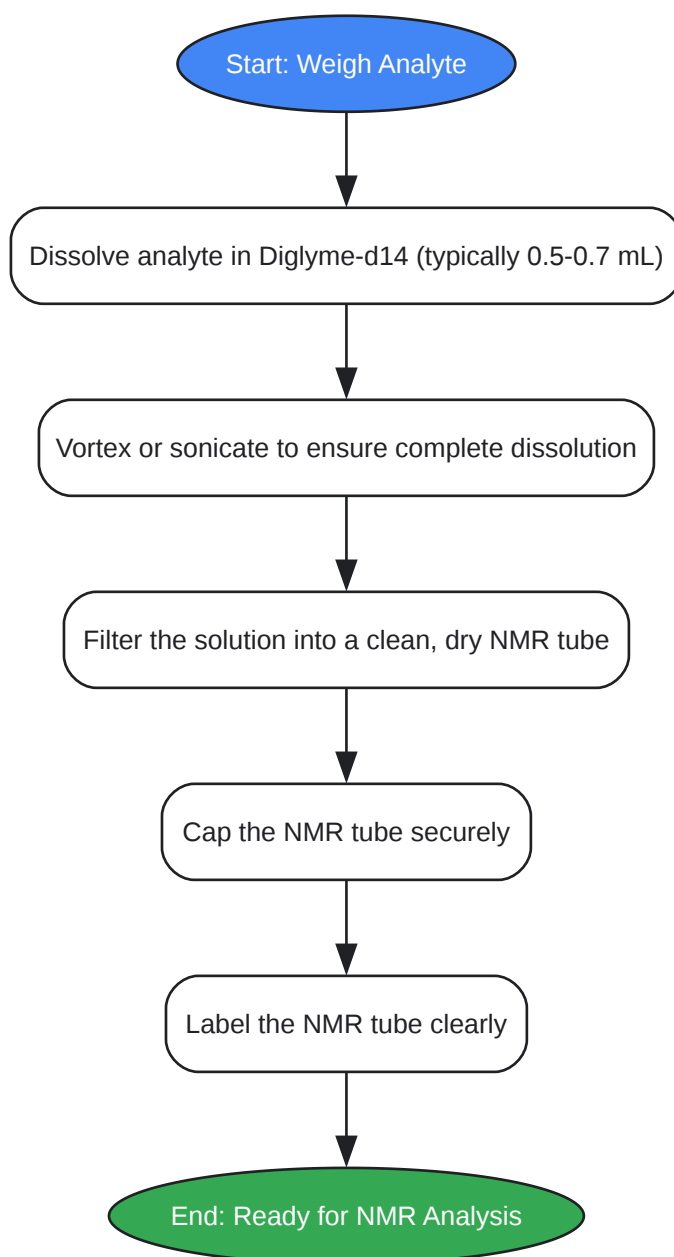 Start: Weigh Analyte
Dissolve analyte in Diglyme-d14 (typically 0.5-0.7 mL)
Vortex or sonicate to ensure complete dissolution
Filter the solution into a clean, dry NMR tube
Cap the NMR tube securely
Label the NMR tube clearly
End: Ready for NMR Analysis